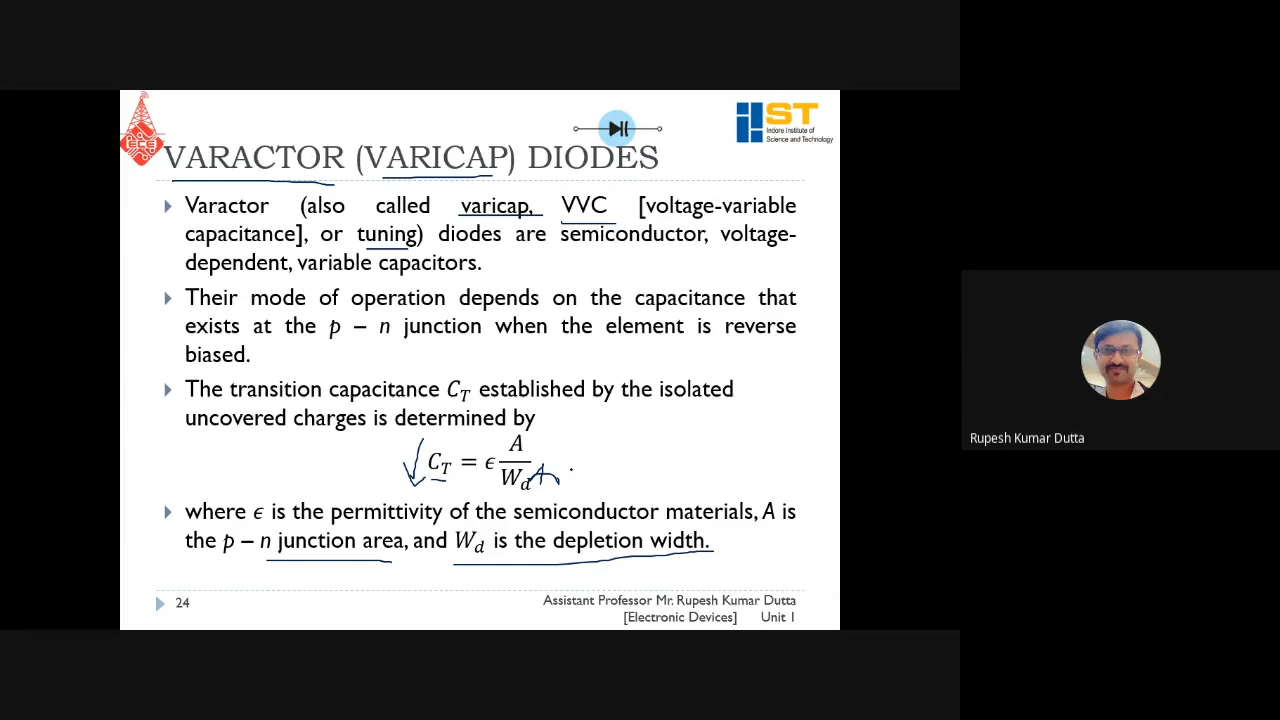 ECE
IST
Indore Institute of
Science and Technology
VARACTOR (VARICAP) DIODES
Varactor (also called varicap, VVC [voltage-variable
capacitance], or tuning) diodes are semiconductor, voltage-
dependent, variable capacitors.
Their mode of operation depends on the capacitance that
exists at the p – n junction when the element is reverse
biased.
The transition capacitance C_T established by the isolated
uncovered charges is determined by
C_T = ϵ A / W_d .
where ϵ is the permittivity of the semiconductor materials, A is
the p – n junction area, and W_d is the depletion width.
24
Assistant Professor Mr. Rupesh Kumar Dutta
[Electronic Devices] Unit 1
Rupesh Kumar Dutta